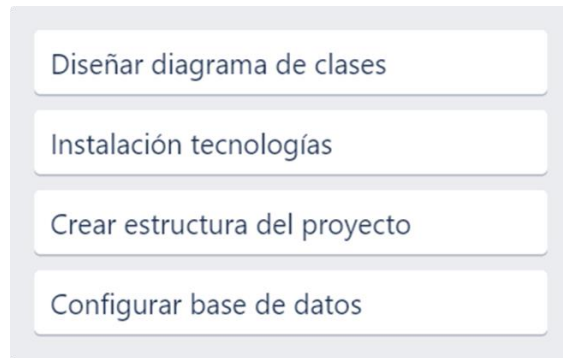 Diseñar diagrama de clases
Instalación tecnologías
Crear estructura del proyecto
Configurar base de datos